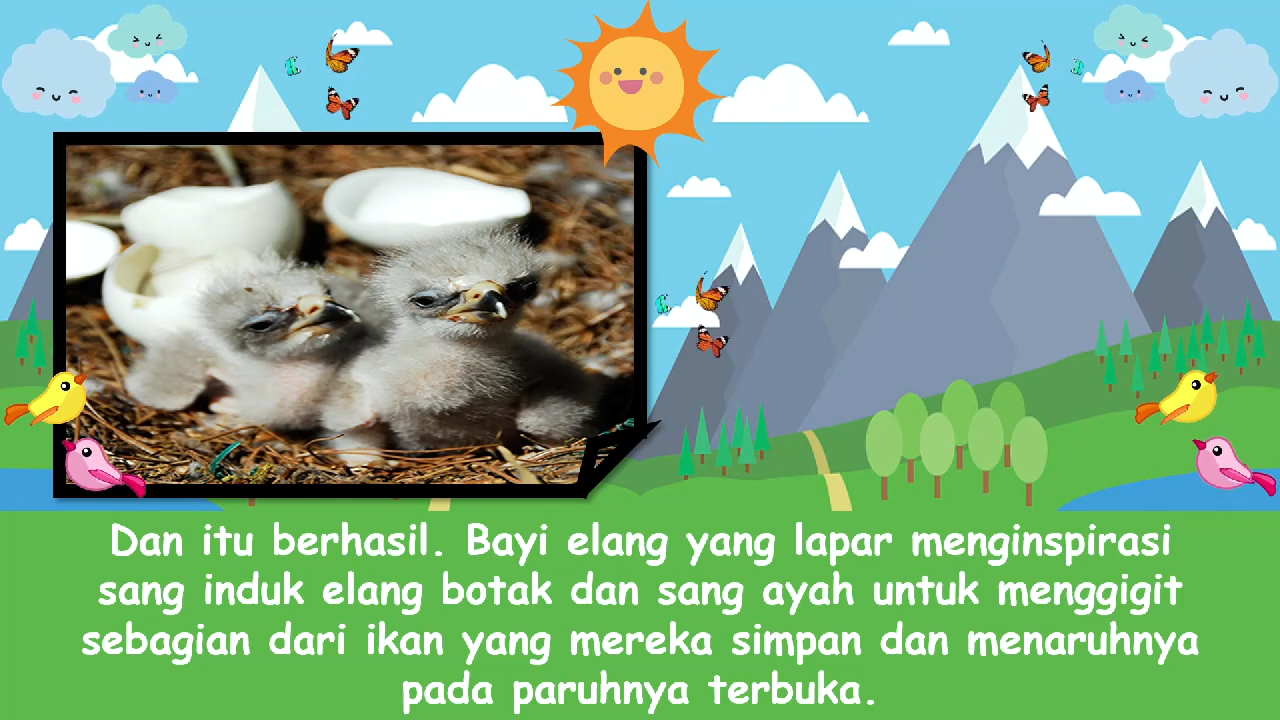 Dan itu berhasil. Bayi elang yang lapar menginspirasi
sang induk elang botak dan sang ayah untuk menggigit
sebagian dari ikan yang mereka simpan dan menaruhnya
pada paruhnya terbuka.